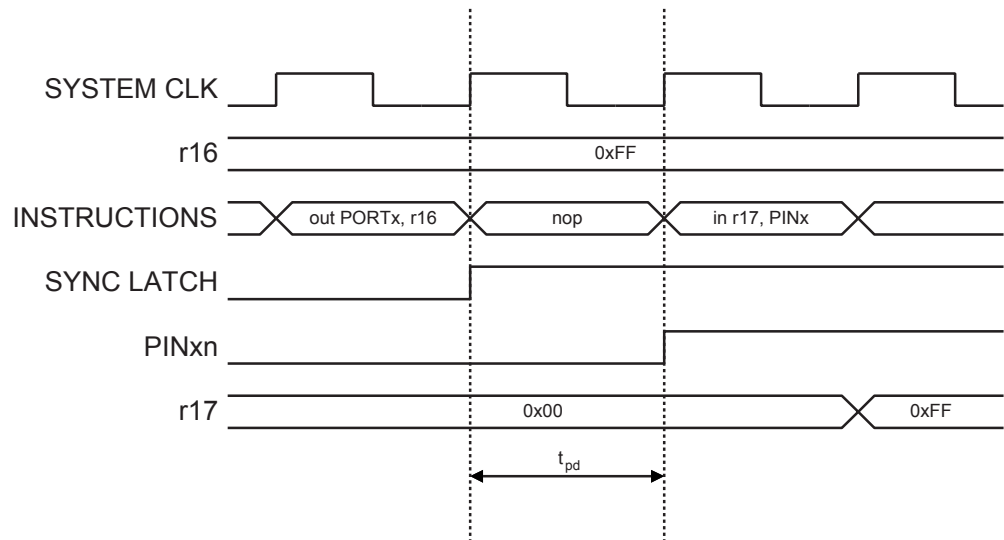 SYSTEM CLK
r16
0xFF
INSTRUCTIONS
out PORTx, r16
nop
in r17, PINx
SYNC LATCH
PINxn
r17
0x00
0xFF
tpd